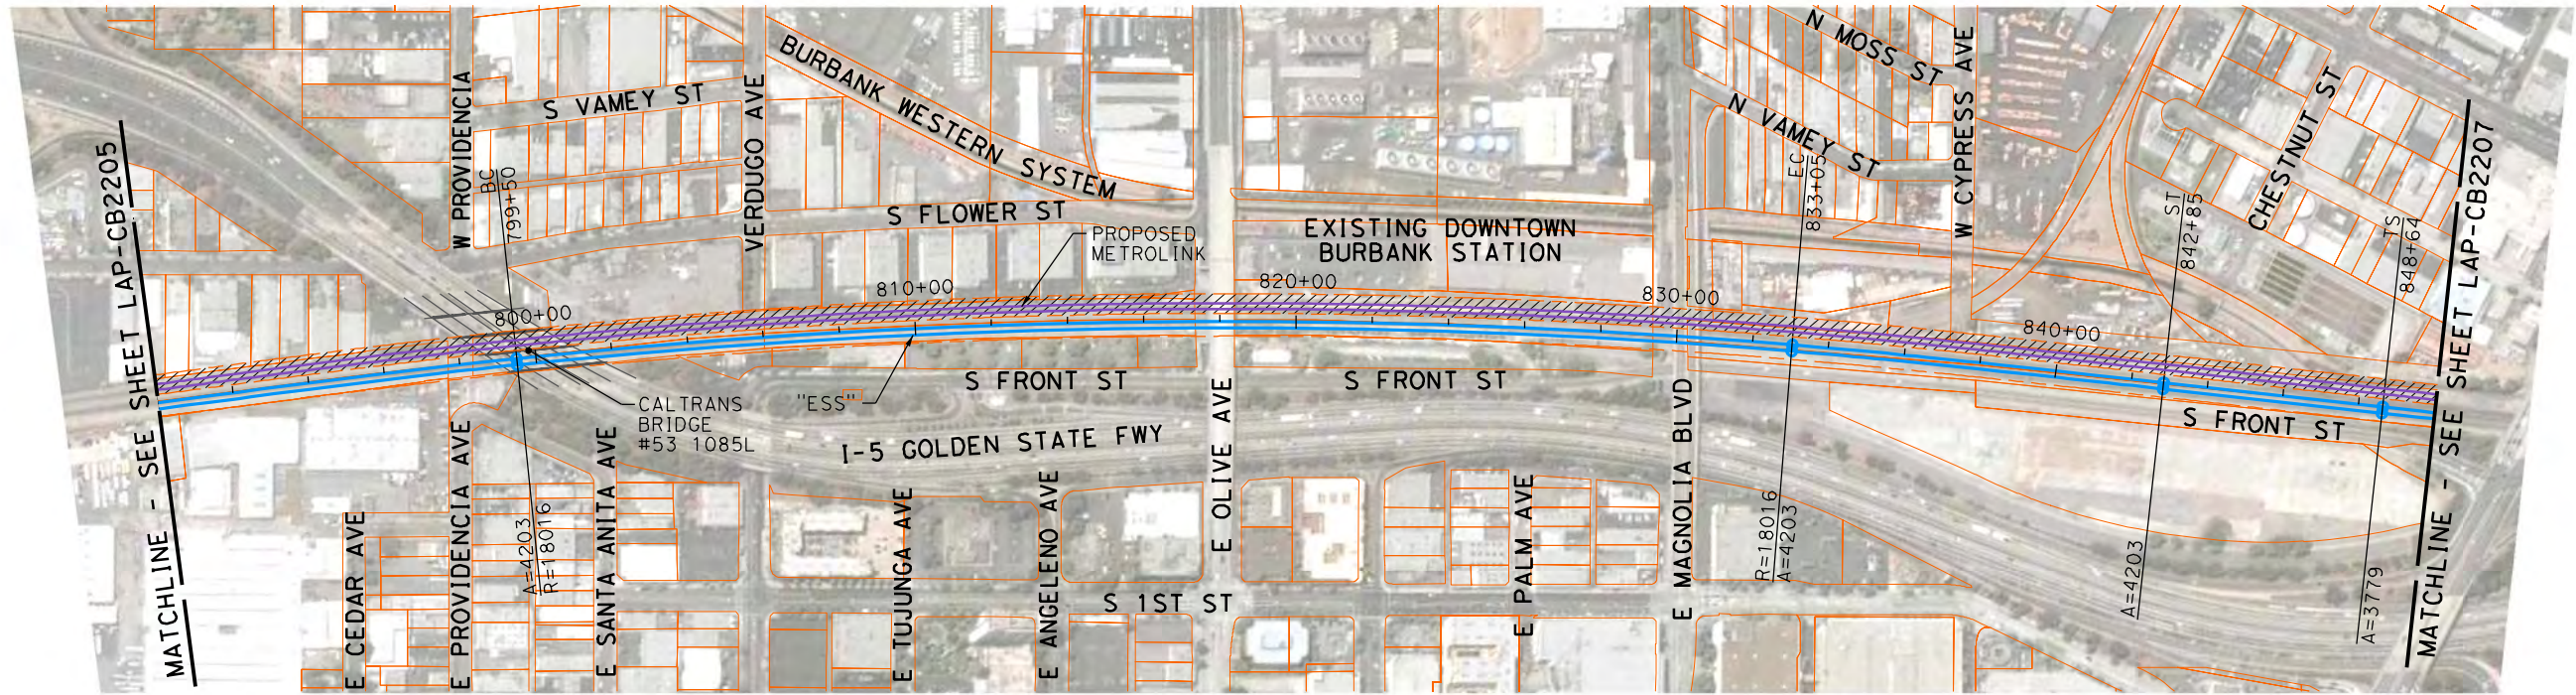 MATCHLINE - SEE SHEET LAP-CB2205
W PROVIDENCIA
S VAMEY ST
VERDUGO AVE
BURBANK WESTERN SYSTEM
N MOSS ST
N VAMEY ST
W CYPRESS AVE
CHESTNUT ST
MATCHLINE - SEE SHEET LAP-CB2207
BC
799+50
S FLOWER ST
PROPOSED
METROLINK
EXISTING DOWNTOWN
BURBANK STATION
EC
833+05
ST
842+85
TS
848+64
800+00
810+00
820+00
830+00
840+00
CALTRANS
BRIDGE
#53 1085L
"ESS"
S FRONT ST
S FRONT ST
S FRONT ST
I-5 GOLDEN STATE FWY
E CEDAR AVE
E PROVIDENCIA AVE
A=4203
R=18016
E SANTA ANITA AVE
E TUJUNGA AVE
E ANGELENO AVE
E OLIVE AVE
S 1ST ST
E PALM AVE
E MAGNOLIA BLVD
R=18016
A=4203
A=4203
A=3779